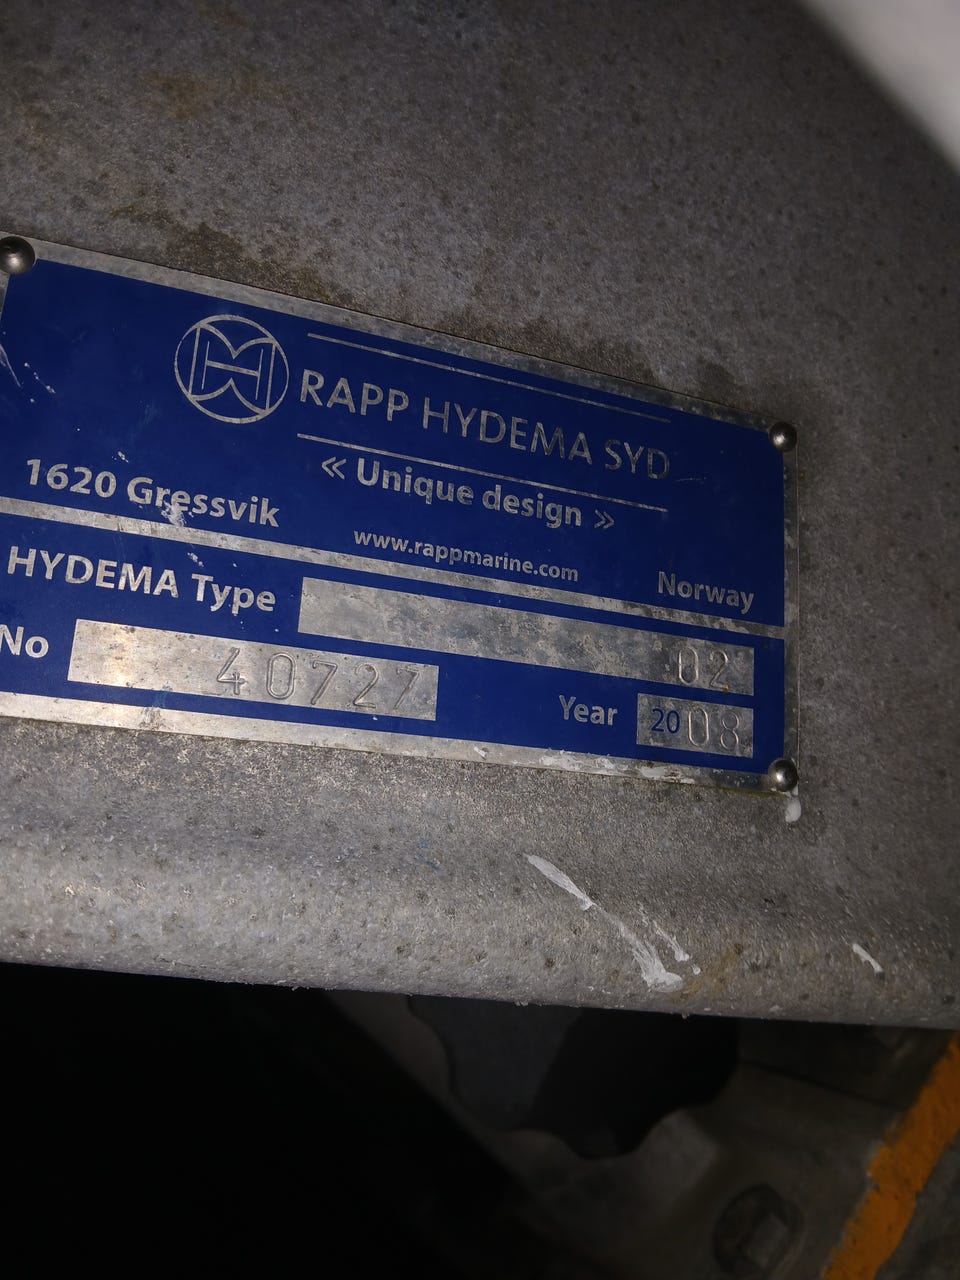 RAPP HYDEMA SYD
« Unique design »
1620 Gressvik
www.rappmarine.com
Norway
HYDEMA Type 02
No 40727
Year 2008